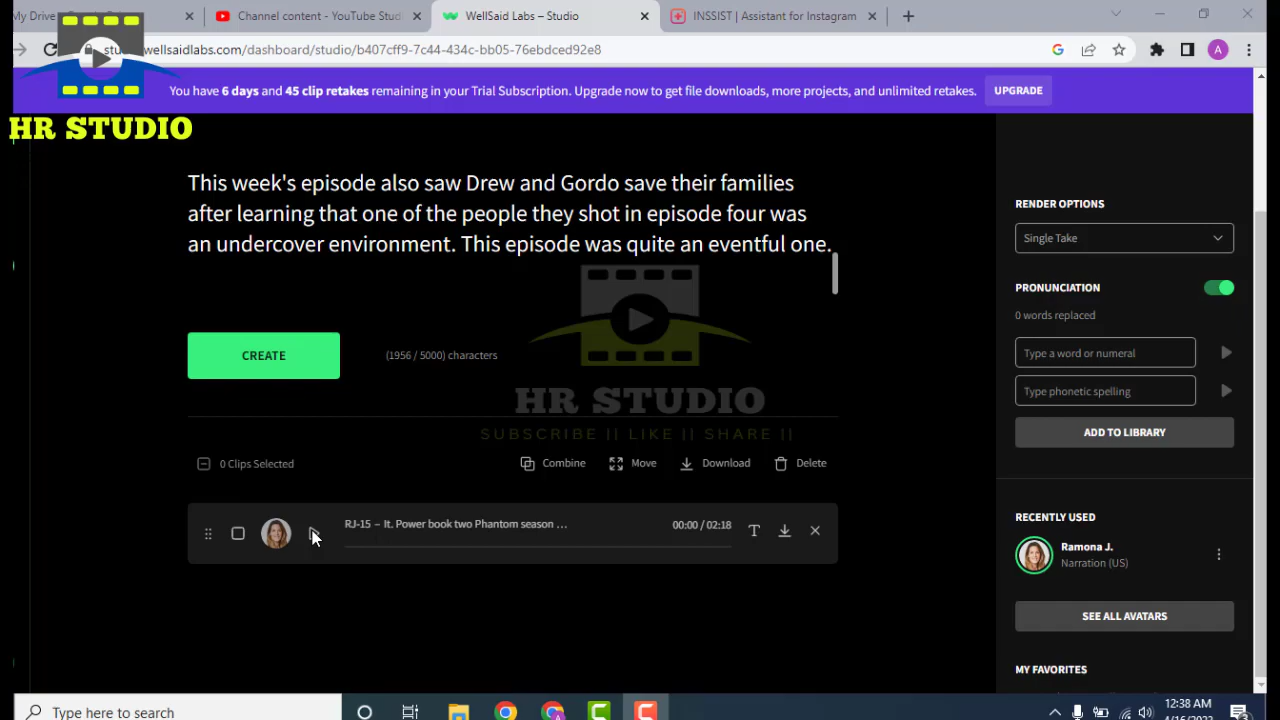 My Drive
Channel content - YouTube Stud
WellSaid Labs – Studio
INSSIST | Assistant for Instagram
wellsaidlabs.com/dashboard/studio/b407cff9-7c44-434c-bb05-76ebdced92e8
A
You have 6 days and 45 clip retakes remaining in your Trial Subscription. Upgrade now to get file downloads, more projects, and unlimited retakes.
UPGRADE
HR STUDIO
This week's episode also saw Drew and Gordo save their families
after learning that one of the people they shot in episode four was
an undercover environment. This episode was quite an eventful one.
RENDER OPTIONS
Single Take
PRONUNCIATION
0 words replaced
Type a word or numeral
Type phonetic spelling
ADD TO LIBRARY
CREATE
(1956 / 5000) characters
HR STUDIO
SUBSCRIBE || LIKE || SHARE ||
0 Clips Selected
Combine
Move
Download
Delete
RJ-15 – It. Power book two Phantom season ...
00:00 / 02:18
RECENTLY USED
Ramona J.
Narration (US)
SEE ALL AVATARS
MY FAVORITES
Type here to search
12:38 AM